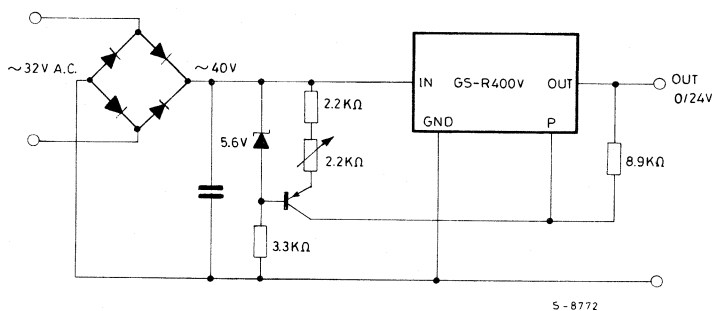 ~32V A.C.
~40V
5.6V
2.2KΩ
2.2KΩ
3.3KΩ
IN
GS-R400V
OUT
GND
P
OUT
0/24V
8.9KΩ
S-8772